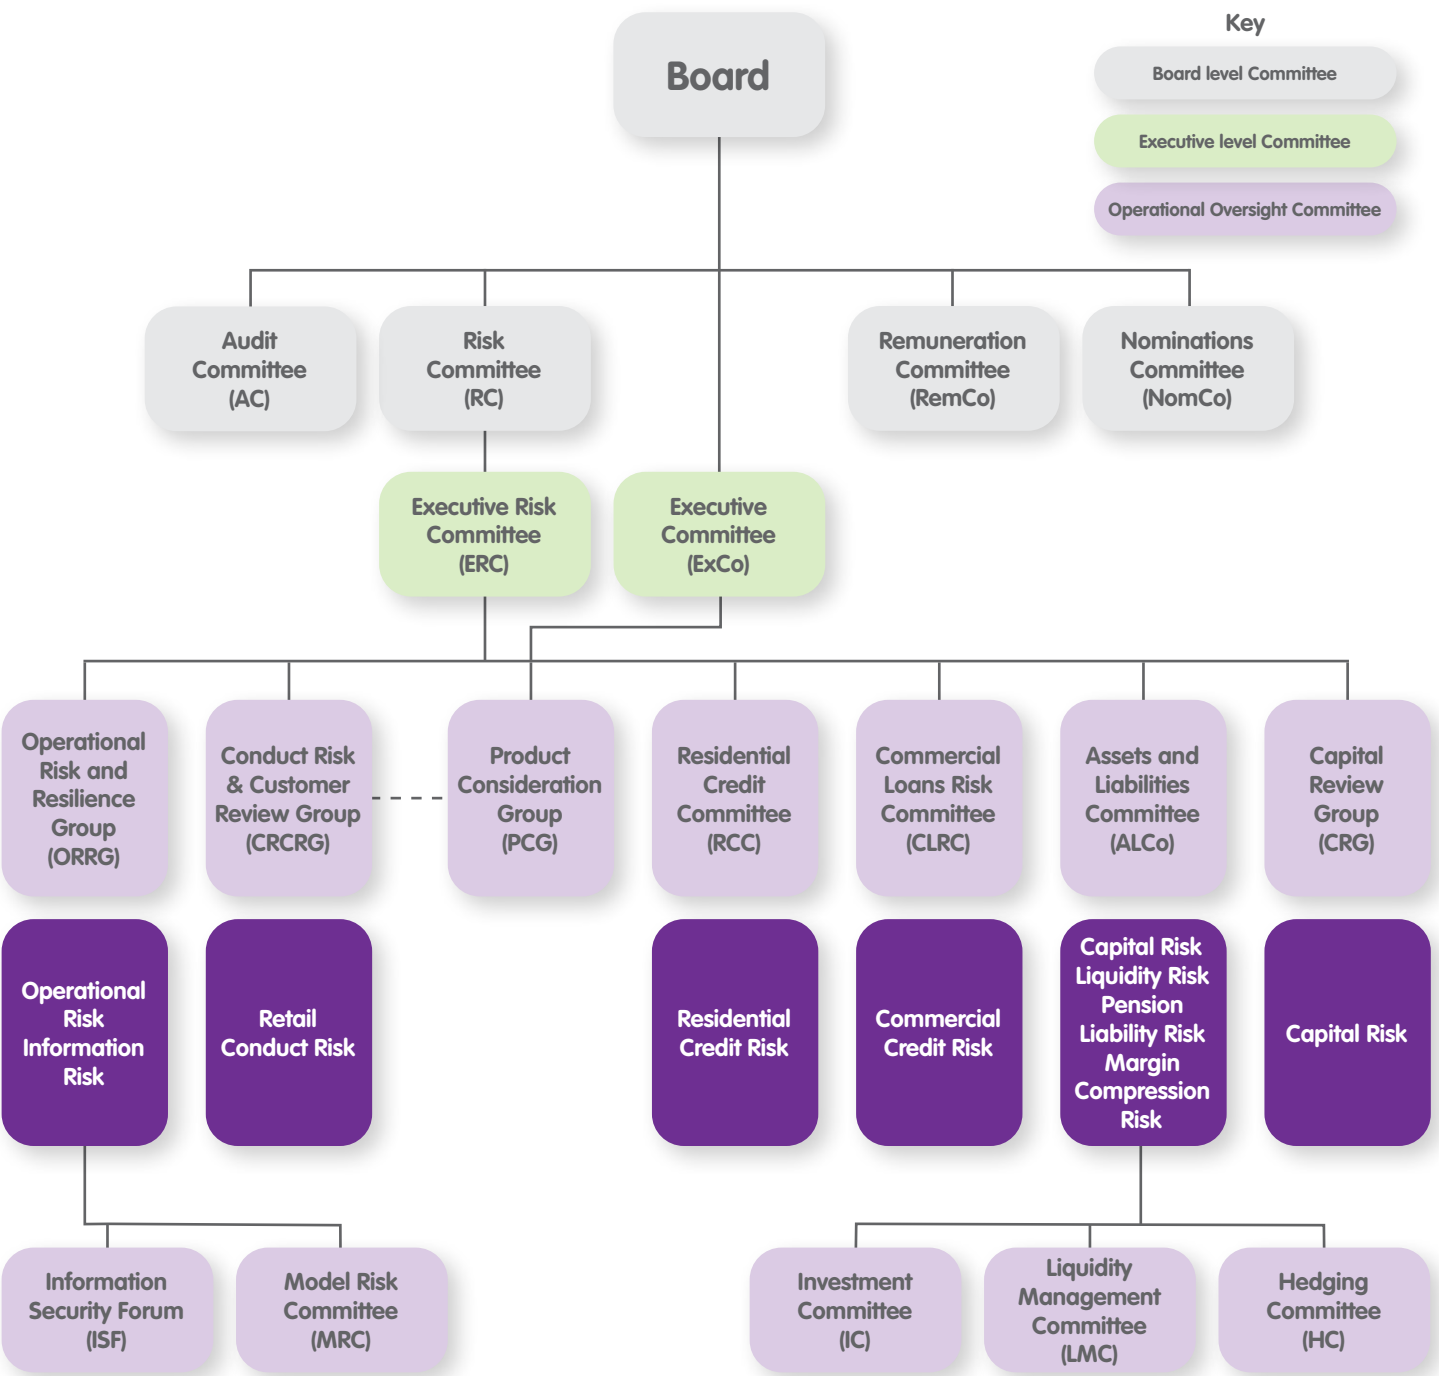 Key
Board
Board level Committee
Executive level Committee
Operational Oversight Committee
Audit
Committee
(AC)
Risk
Committee
(RC)
Remuneration
Committee
(RemCo)
Nominations
Committee
(NomCo)
Executive Risk
Committee
(ERC)
Executive
Committee
(ExCo)
Operational
Risk and
Resilience
Group
(ORRG)
Conduct Risk
& Customer
Review Group
(CRCRG)
Product
Consideration
Group
(PCG)
Residential
Credit
Committee
(RCC)
Commercial
Loans Risk
Committee
(CLRC)
Assets and
Liabilities
Committee
(ALCo)
Capital
Review
Group
(CRG)
Operational
Risk
Information
Risk
Retail
Conduct Risk
Residential
Credit Risk
Commercial
Credit Risk
Capital Risk
Liquidity Risk
Pension
Liability Risk
Margin
Compression
Risk
Capital Risk
Information
Security Forum
(ISF)
Model Risk
Committee
(MRC)
Investment
Committee
(IC)
Liquidity
Management
Committee
(LMC)
Hedging
Committee
(HC)